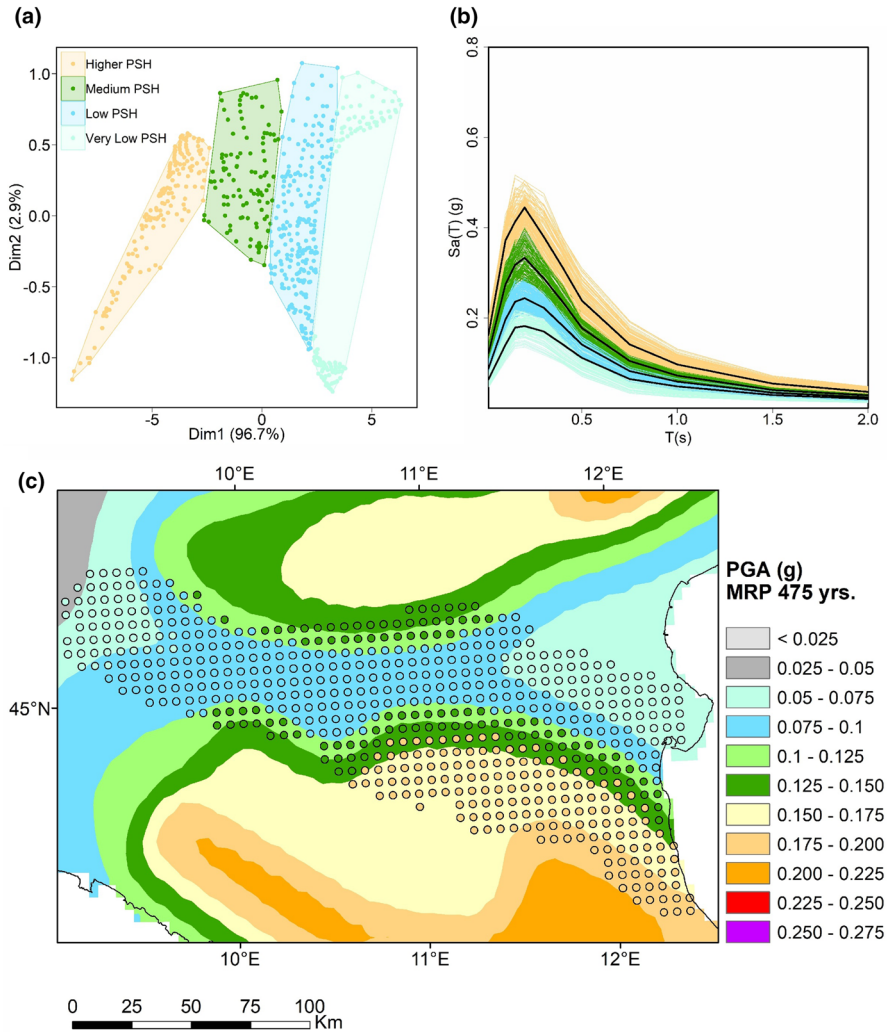 (a)
Higher PSH
Medium PSH
Low PSH
Very Low PSH
1.0
0.5
0.0
-0.5
-1.0
Dim2 (2.9%)
-5
0
5
Dim1 (96.7%)
(b)
0.8
0.6
0.4
0.2
Sa(T) (g)
0.5
1.0
1.5
2.0
T(s)
(c)
10°E
11°E
12°E
45°N
10°E
11°E
12°E
PGA (g)
MRP 475 yrs.
< 0.025
0.025 - 0.05
0.05 - 0.075
0.075 - 0.1
0.1 - 0.125
0.125 - 0.150
0.150 - 0.175
0.175 - 0.200
0.200 - 0.225
0.225 - 0.250
0.250 - 0.275
0 25 50 75 100
Km